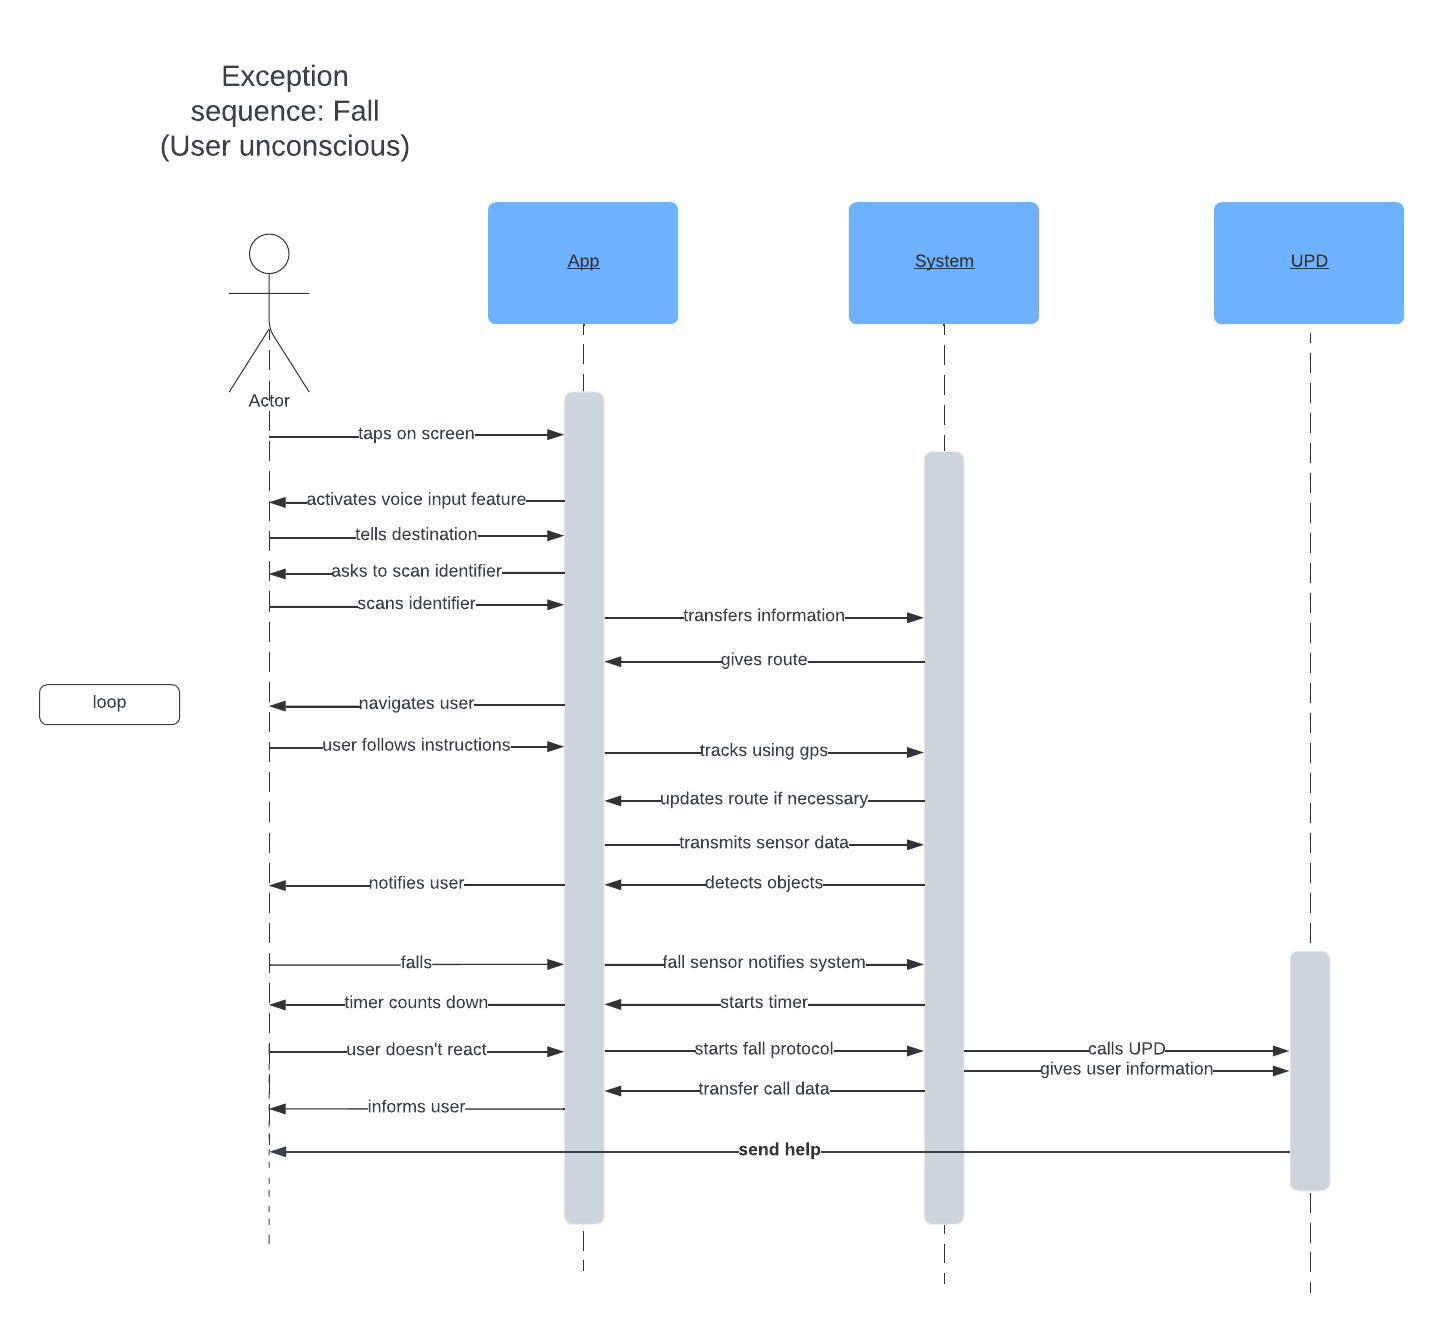 Exception
sequence: Fall
(User unconscious)
App
System
UPD
Actor
taps on screen
activates voice input feature
tells destination
asks to scan identifier
scans identifier
transfers information
gives route
loop
navigates user
user follows instructions
tracks using gps
updates route if necessary
transmits sensor data
notifies user
detects objects
falls
fall sensor notifies system
timer counts down
starts timer
user doesn't react
starts fall protocol
calls UPD
gives user information
transfer call data
informs user
send help